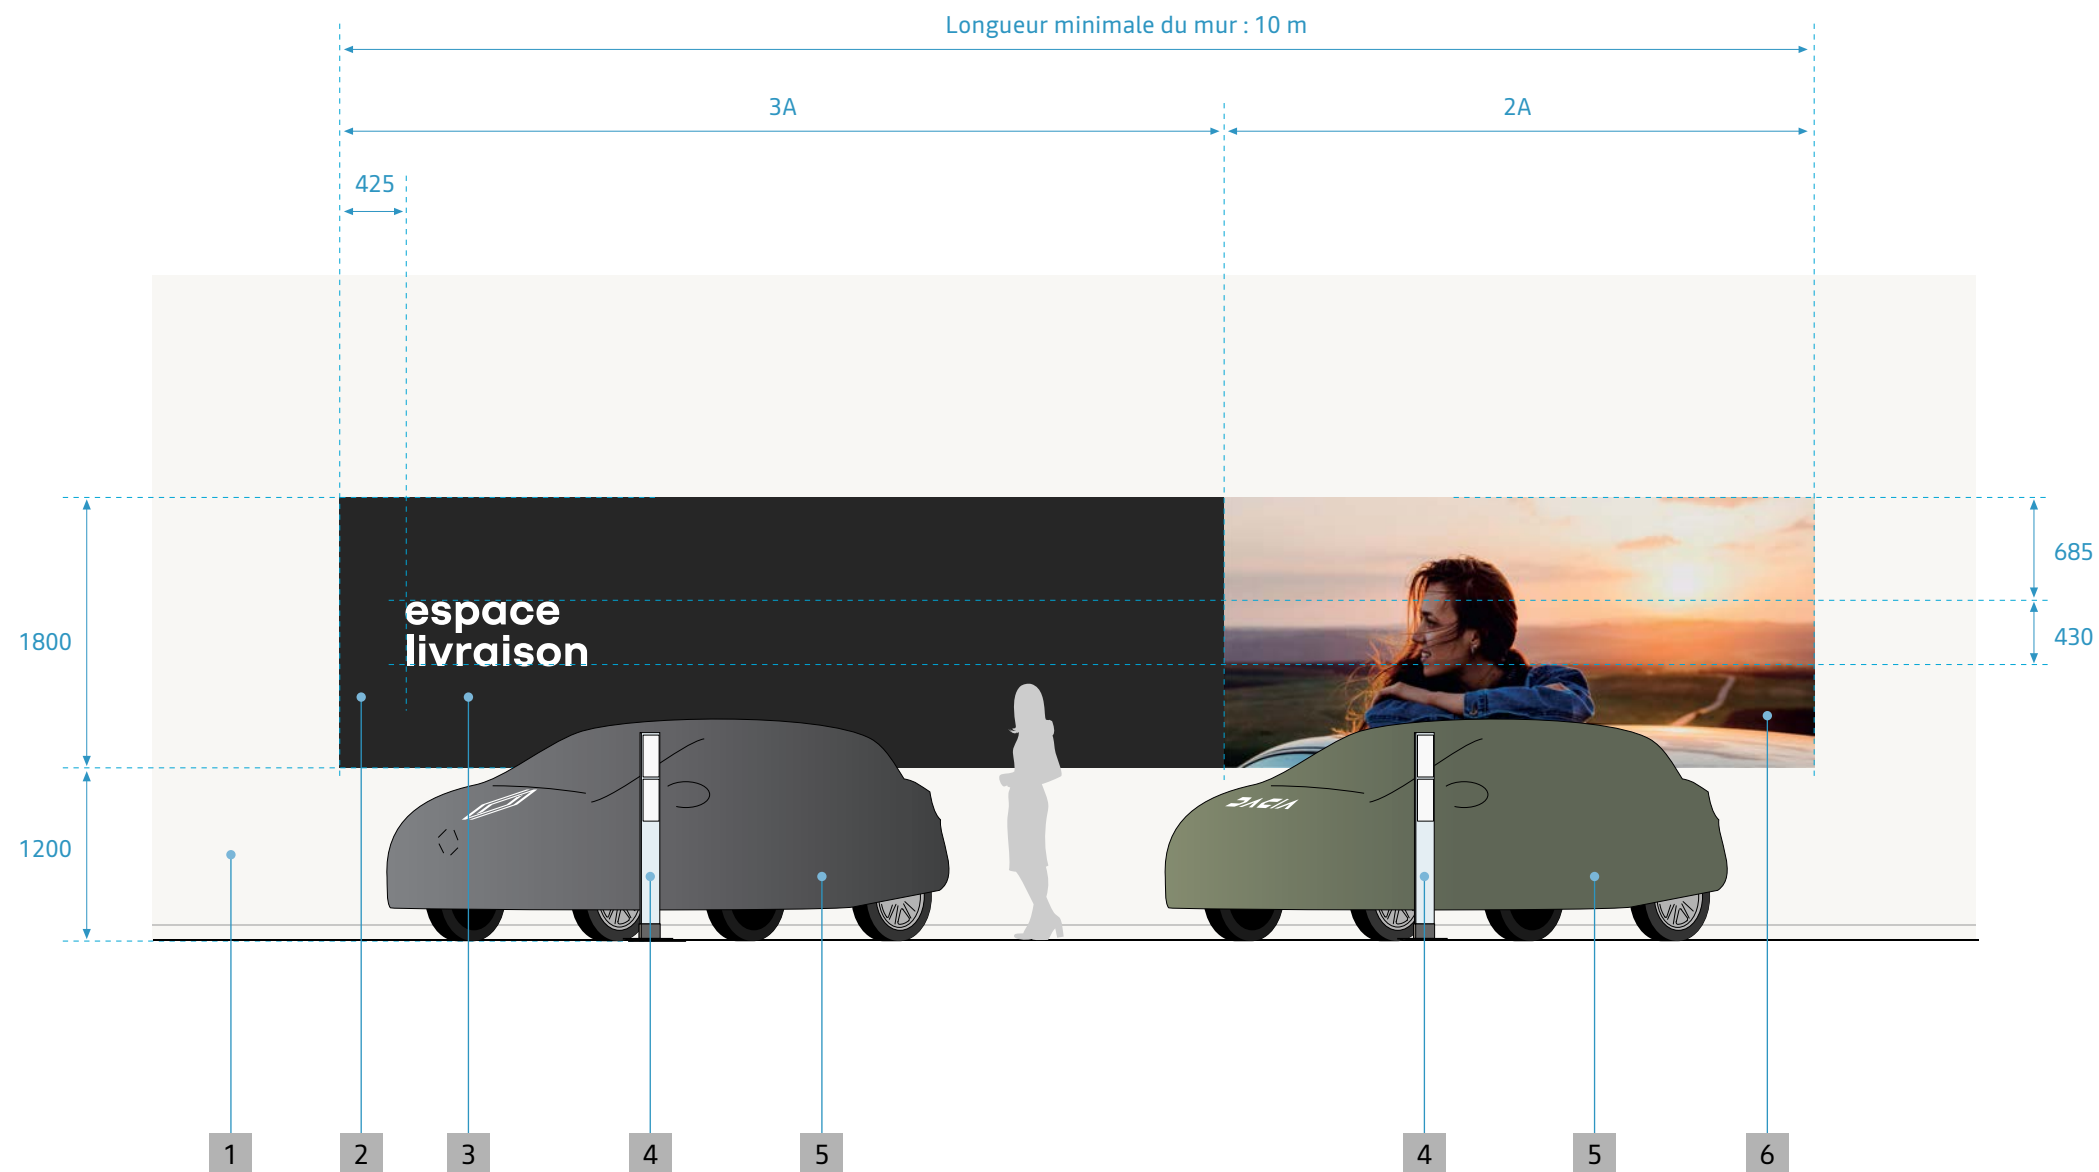 Longueur minimale du mur : 10 m
3A 2A
425
685
espace
livraison
1800
430
DACIA
1200
1 2 3 4 5 4 5 6